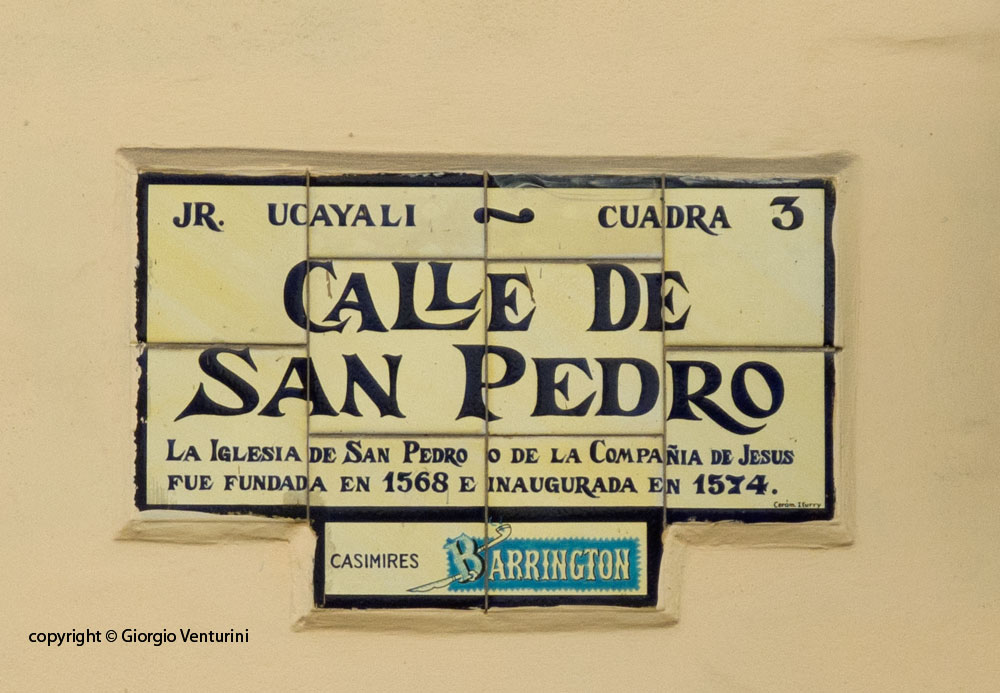 JR. UCAYALI ~ CUADRA 3
CALLE DE
SAN PEDRO
LA IGLESIA DE SAN PEDRO O DE LA COMPAÑIA DE JESUS
FUE FUNDADA EN 1568 E INAUGURADA EN 1574.
Cerám. Iturry
CASIMIRES BARRINGTON
copyright © Giorgio Venturini